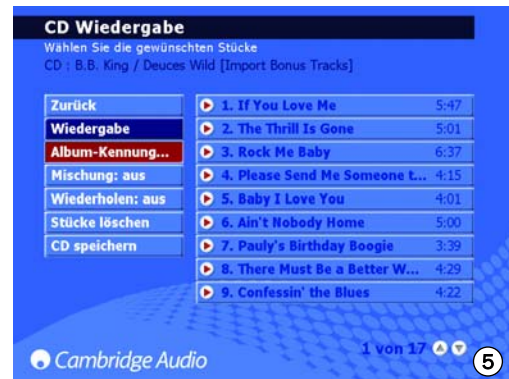 CD Wiedergabe
Wählen Sie die gewünschten Stücke
CD : B.B. King / Deuces Wild [Import Bonus Tracks]
Zurück
Wiedergabe
Album-Kennung...
Mischung: aus
Wiederholen: aus
Stücke löschen
CD speichern
1. If You Love Me 5:47
2. The Thrill Is Gone 5:01
3. Rock Me Baby 6:37
4. Please Send Me Someone t... 4:15
5. Baby I Love You 4:01
6. Ain't Nobody Home 5:00
7. Pauly's Birthday Boogie 3:39
8. There Must Be a Better W... 4:29
9. Confessin' the Blues 4:22
1 von 17
Cambridge Audio
5